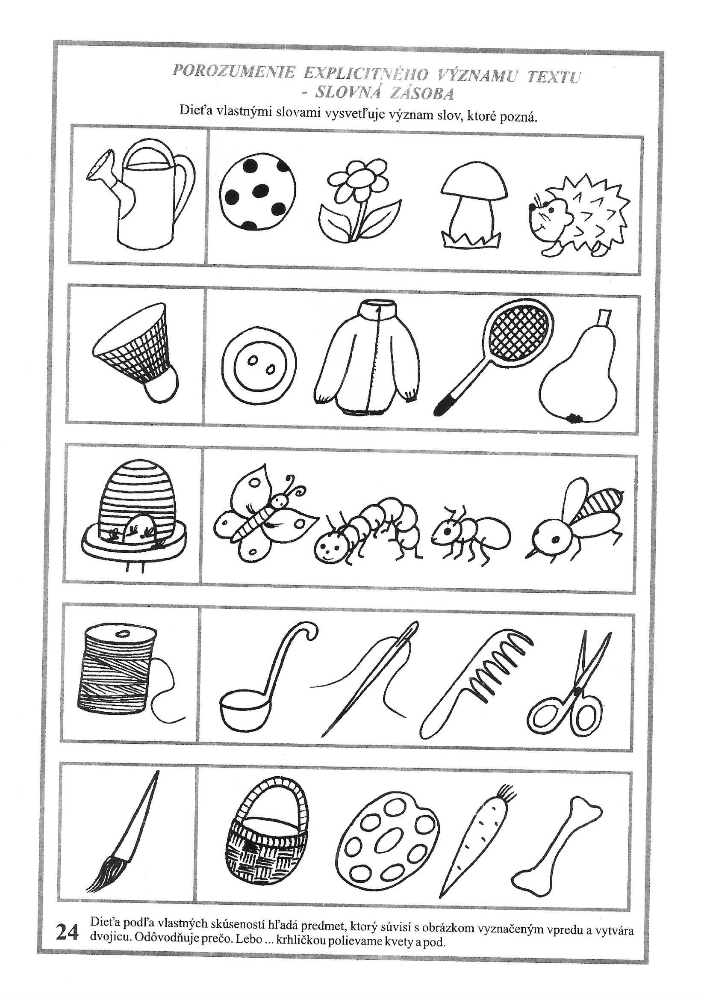 POROZUMENIE EXPLICITNÉHO VÝZNAMU TEXTU
- SLOVNÁ ZÁSOBA
Dieťa vlastnými slovami vysvetľuje význam slov, ktoré pozná.
24
Dieťa podľa vlastných skúseností hľadá predmet, ktorý súvisí s obrázkom vyznačeným vpredu a vytvára
dvojicu. Odôvodňuje prečo. Lebo ... krhličkou polievame kvety a pod.